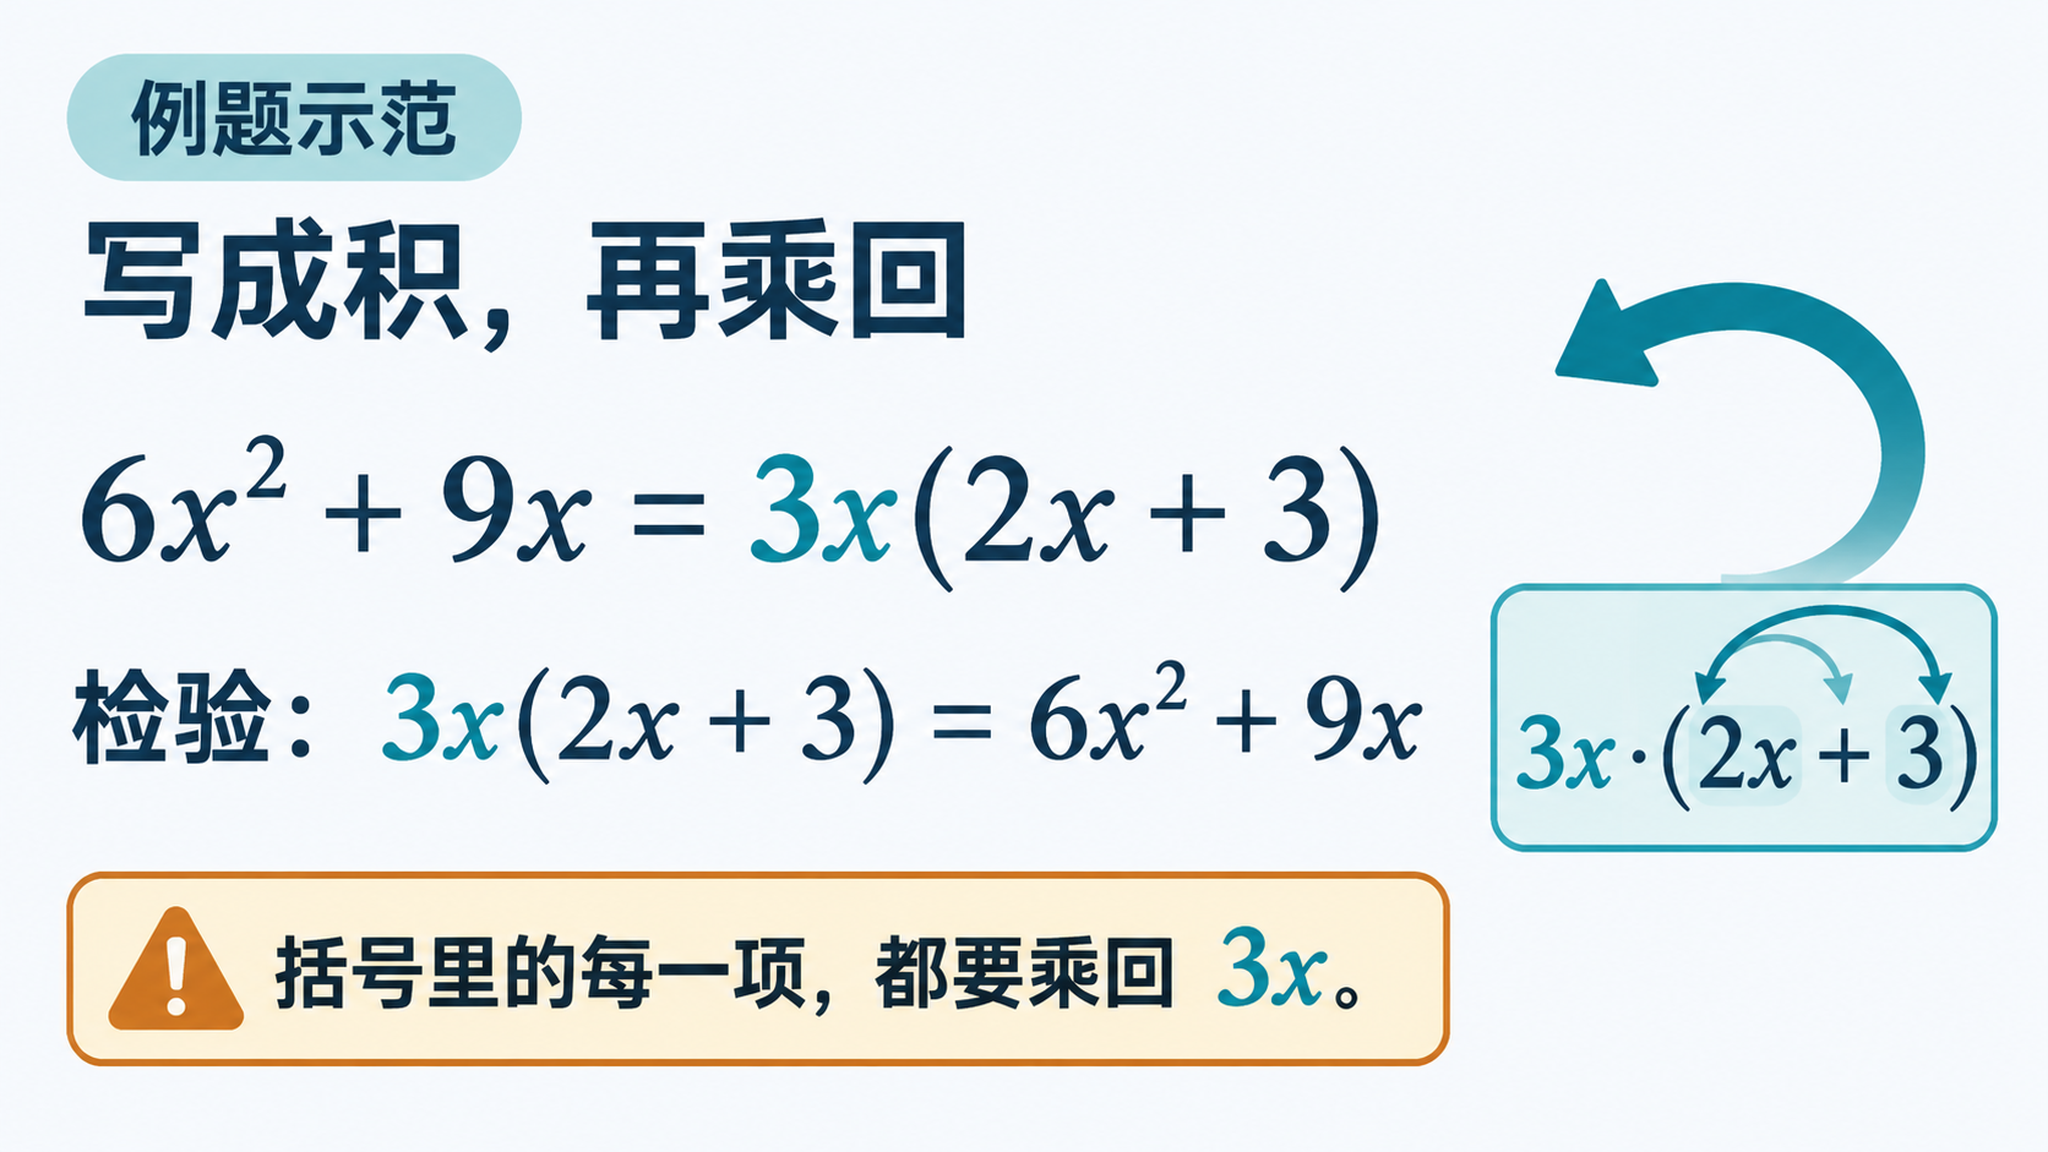 例题示范
写成积，再乘回
6x² + 9x = 3x(2x + 3)
检验：3x(2x + 3) = 6x² + 9x
3x·(2x + 3)
括号里的每一项，都要乘回 3x。